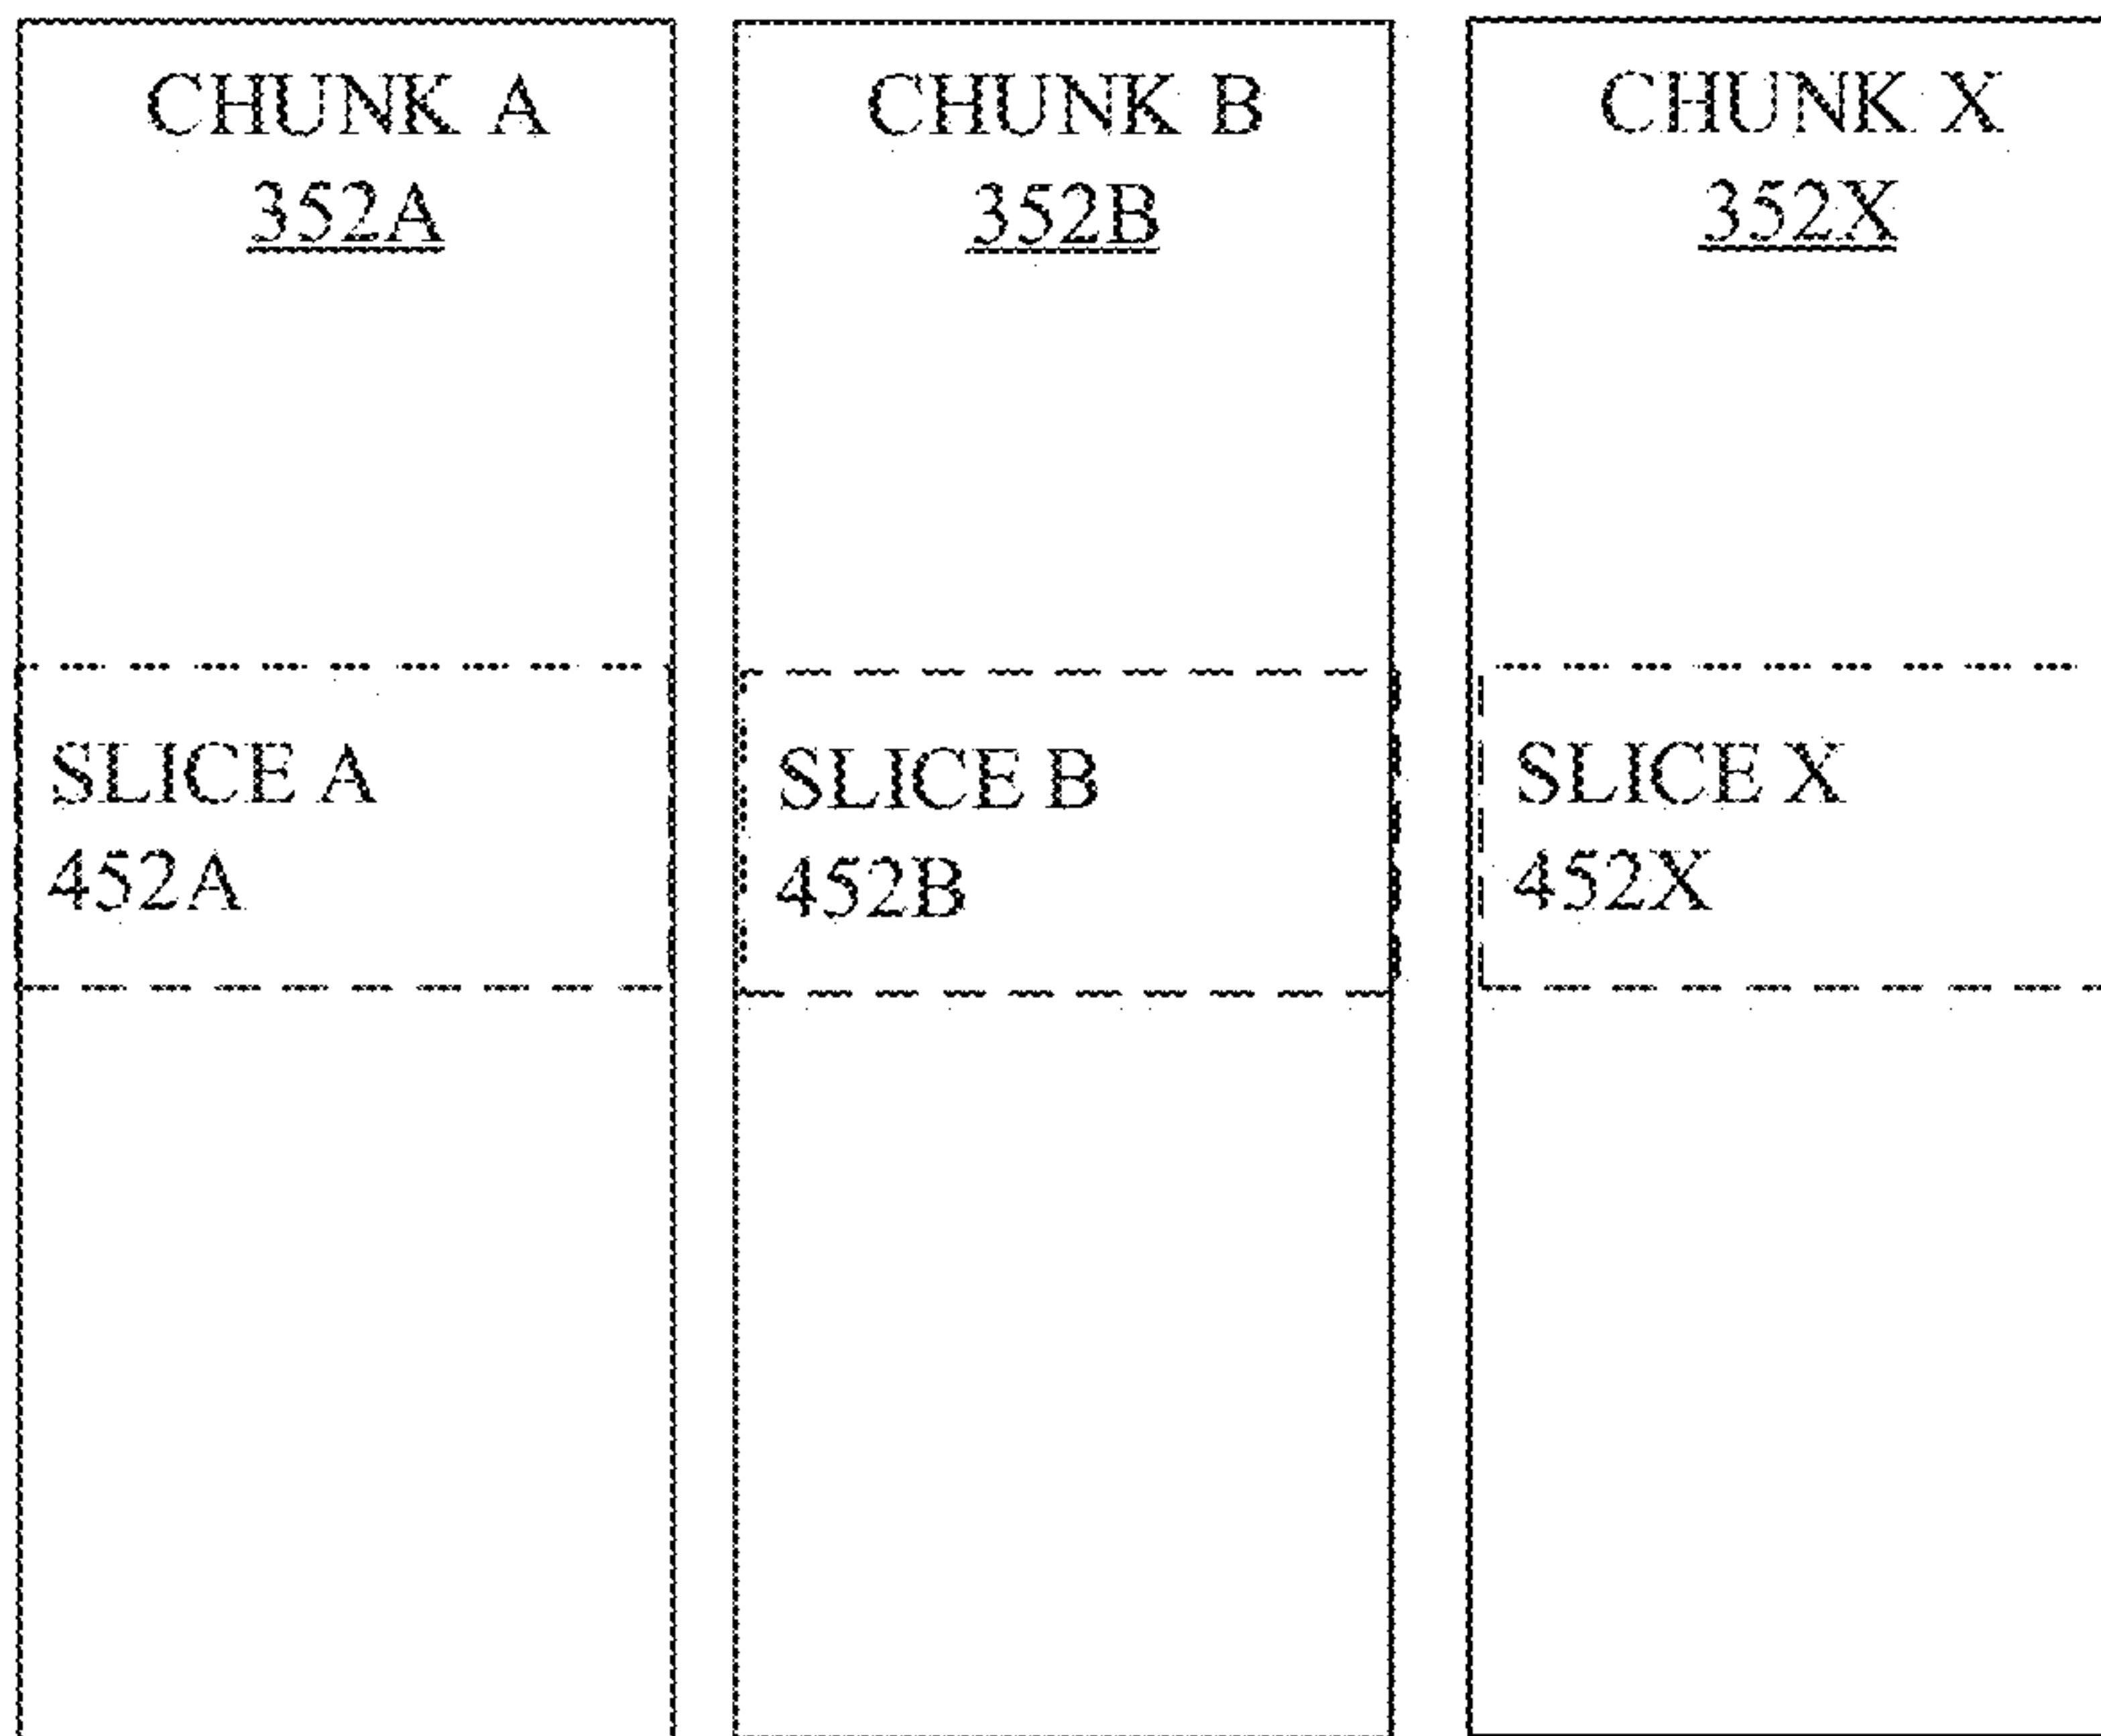 CHUNK A
352A
SLICE A
452A
CHUNK B
352B
SLICE B
452B
CHUNK X
352X
SLICE X
452X